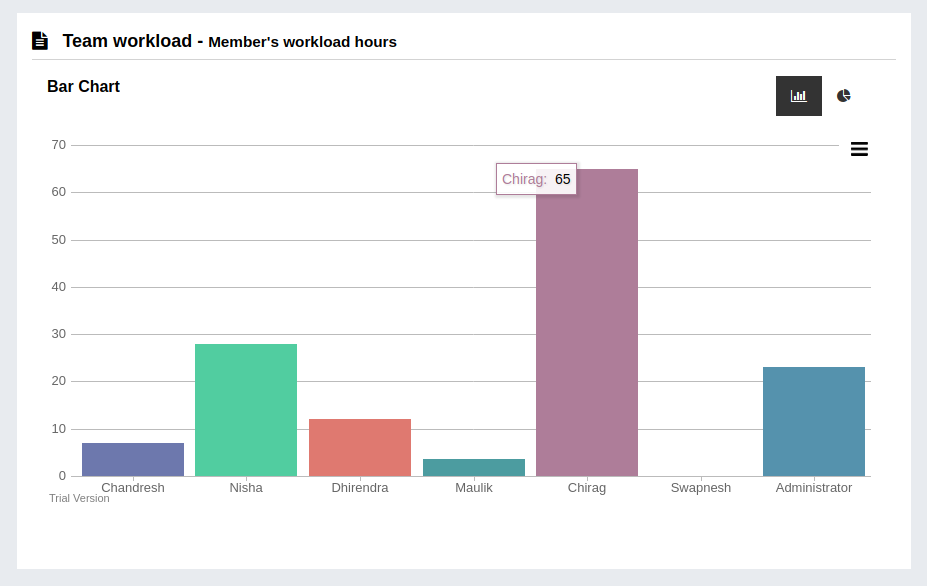 Team workload - Member's workload hours
Bar Chart
70
Chirag: 65
60
50
40
30
20
10
0
Chandresh Nisha Dhirendra Maulik Chirag Swapnesh Administrator
Trial Version